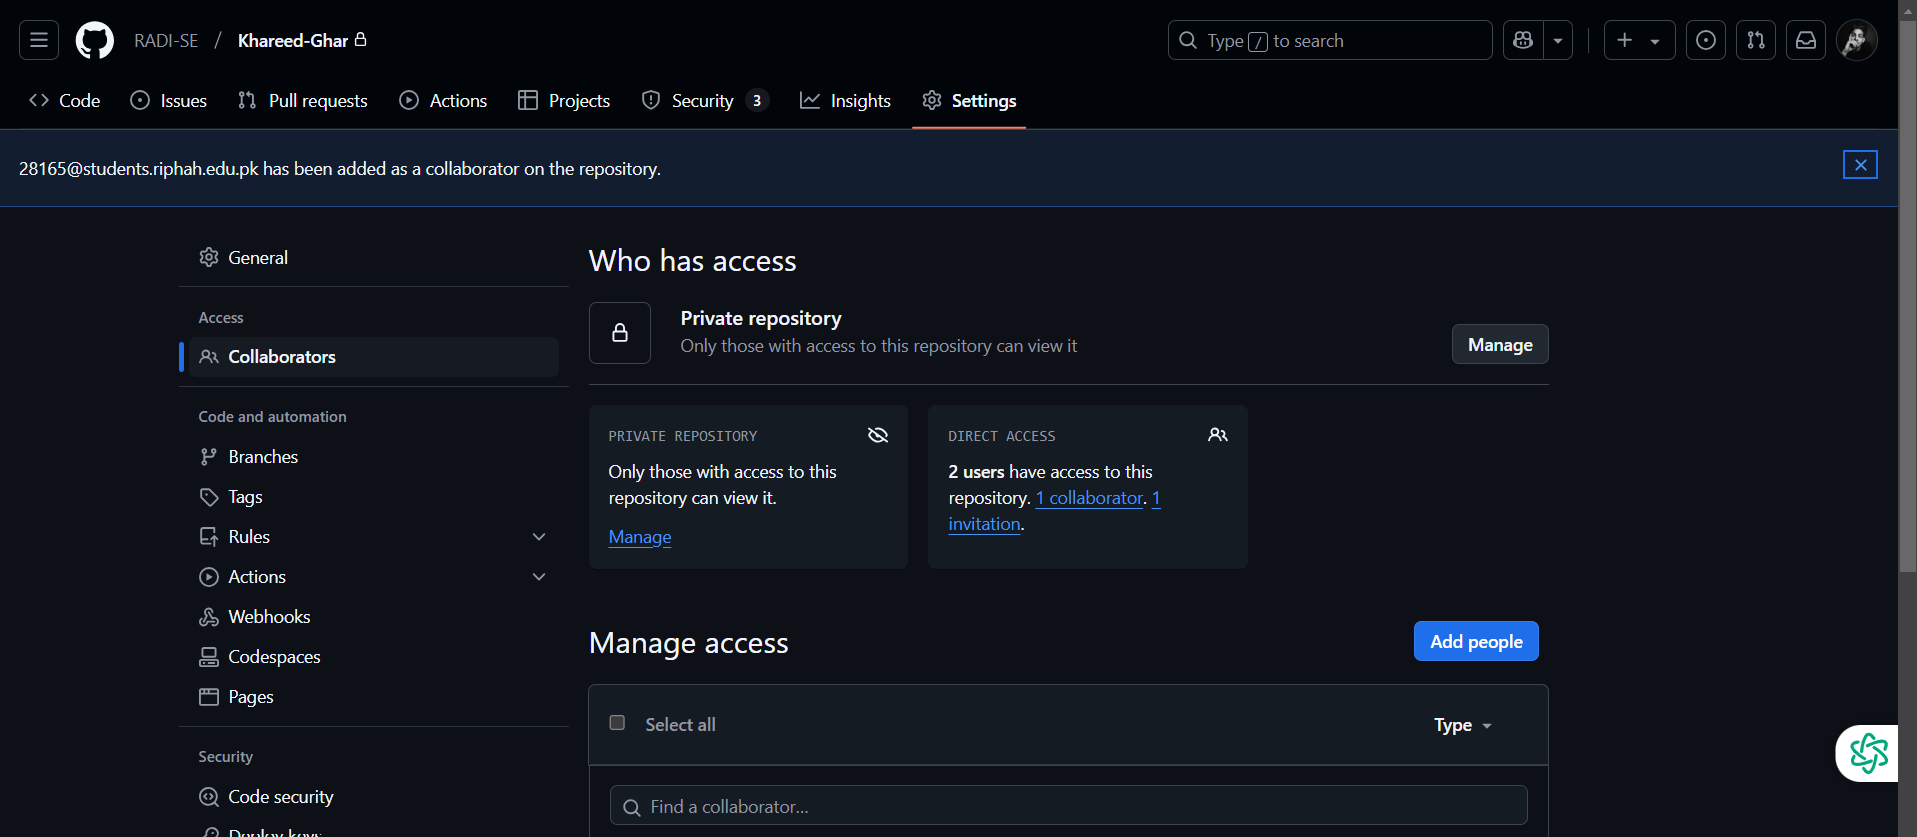 RADI-SE / Khareed-Ghar
Type / to search
Code
Issues
Pull requests
Actions
Projects
Security 3
Insights
Settings
28165@students.riphah.edu.pk has been added as a collaborator on the repository.
General
Access
Collaborators
Code and automation
Branches
Tags
Rules
Actions
Webhooks
Codespaces
Pages
Security
Code security
Deploy keys
Who has access
Private repository
Only those with access to this repository can view it
Manage
PRIVATE REPOSITORY
Only those with access to this
repository can view it.
Manage
DIRECT ACCESS
2 users have access to this
repository. 1 collaborator. 1
invitation.
Manage access
Add people
Select all
Type
Find a collaborator...